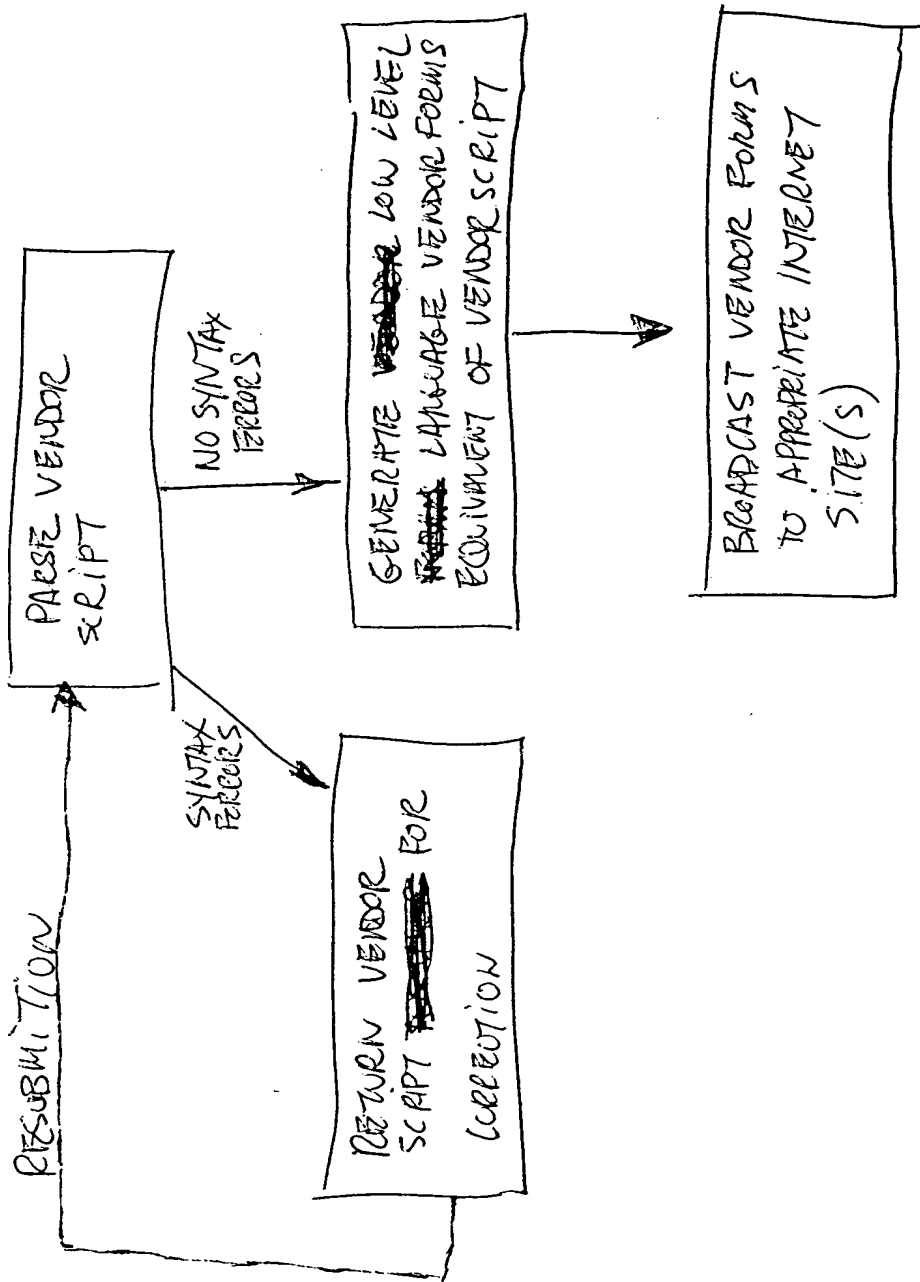 RESUBMITION
PARSE VENDOR
SCRIPT
SYNTAX
ERRORS
NO SYNTAX
ERRORS
RETURN VENDOR
SCRIPT FOR
CORRECTION
GENERATE LOW LEVEL
LANGUAGE VENDOR FORMS
EQUIVALENT OF VENDOR SCRIPT
BROADCAST VENDOR FORMS
TO APPROPRIATE INTERNET
SITE(S)